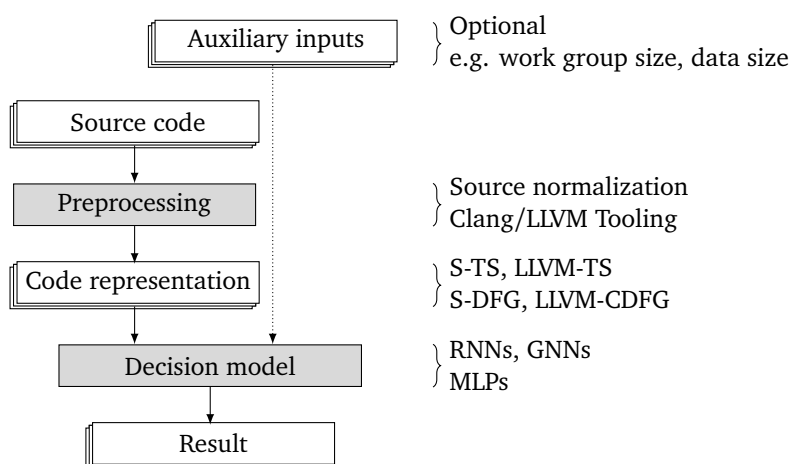 Auxiliary inputs
Optional
e.g. work group size, data size
Source code
Preprocessing
Source normalization
Clang/LLVM Tooling
Code representation
S-TS, LLVM-TS
S-DFG, LLVM-CDFG
Decision model
RNNs, GNNs
MLPs
Result